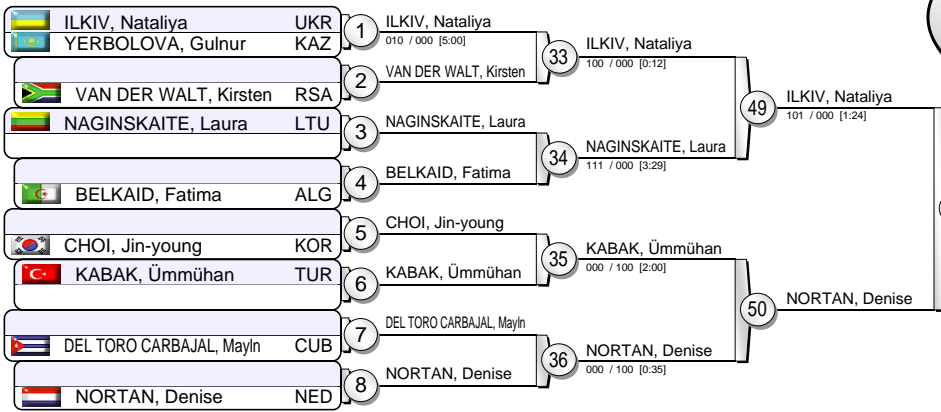 ILKIV, Nataliya UKR
YERBOLOVA, Gulnur KAZ
1
ILKIV, Nataliya
010 / 000 [5:00]
VAN DER WALT, Kirsten RSA
2
VAN DER WALT, Kirsten
33
ILKIV, Nataliya
100 / 000 [0:12]
NAGINSKAITE, Laura LTU
3
NAGINSKAITE, Laura
BELKAID, Fatima ALG
4
BELKAID, Fatima
34
NAGINSKAITE, Laura
111 / 000 [3:29]
49
ILKIV, Nataliya
101 / 000 [1:24]
CHOI, Jin-young KOR
5
CHOI, Jin-young
KABAK, Ümmühan TUR
6
KABAK, Ümmühan
35
KABAK, Ümmühan
000 / 100 [2:00]
DEL TORO CARBAJAL, Mayln CUB
7
DEL TORO CARBAJAL, Mayln
NORTAN, Denise NED
8
NORTAN, Denise
36
NORTAN, Denise
000 / 100 [0:35]
50
NORTAN, Denise